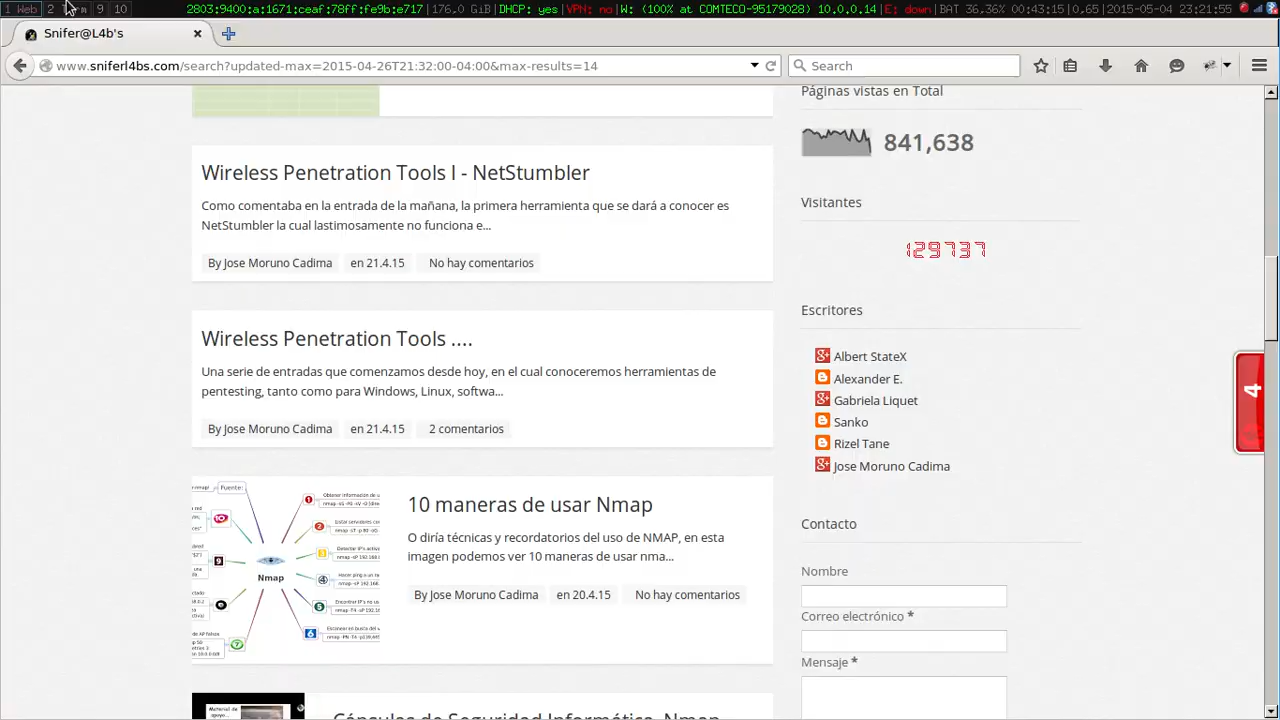 Web 2 m 9 10
2803:9400:a:1671:ceaf:78ff:fe9b:e717|176.0 GiB|DHCP: yes|VPN: no|W: (100% at COMTECO-95179028) 10.0.0.14|E: down|BAT 36.36% 00:43:15|0,65|2015-05-04 23:21:55
Snifer@L4b's
www.sniferl4bs.com/search?updated-max=2015-04-26T21:32:00-04:00&max-results=14
Search
Wireless Penetration Tools I - NetStumbler
Como comentaba en la entrada de la mañana, la primera herramienta que se dará a conocer es
NetStumbler la cual lastimosamente no funciona e...
By Jose Moruno Cadima en 21.4.15 No hay comentarios
Wireless Penetration Tools ....
Una serie de entradas que comenzamos desde hoy, en el cual conoceremos herramientas de
pentesting, tanto como para Windows, Linux, softwa...
By Jose Moruno Cadima en 21.4.15 2 comentarios
Fuente:
Nmap
10 maneras de usar Nmap
O diría técnicas y recordatorios del uso de NMAP, en esta
imagen podemos ver 10 maneras de usar nma...
By Jose Moruno Cadima en 20.4.15 No hay comentarios
Material de
apoyo...
Cápsulas de Seguridad Informática. Nmap
Páginas vistas en Total
841,638
Visitantes
129737
Escritores
Albert StateX
Alexander E.
Gabriela Liquet
Sanko
Rizel Tane
Jose Moruno Cadima
Contacto
Nombre
Correo electrónico *
Mensaje *
4